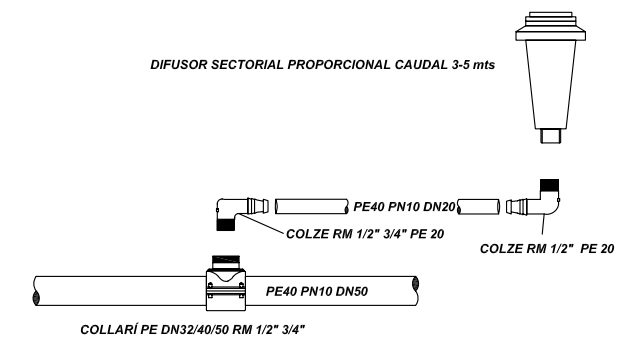 DIFUSOR SECTORIAL PROPORCIONAL CAUDAL 3-5 mts
PE40 PN10 DN20
COLZE RM 1/2" 3/4" PE 20
COLZE RM 1/2" PE 20
PE40 PN10 DN50
COLLARÍ PE DN32/40/50 RM 1/2" 3/4"